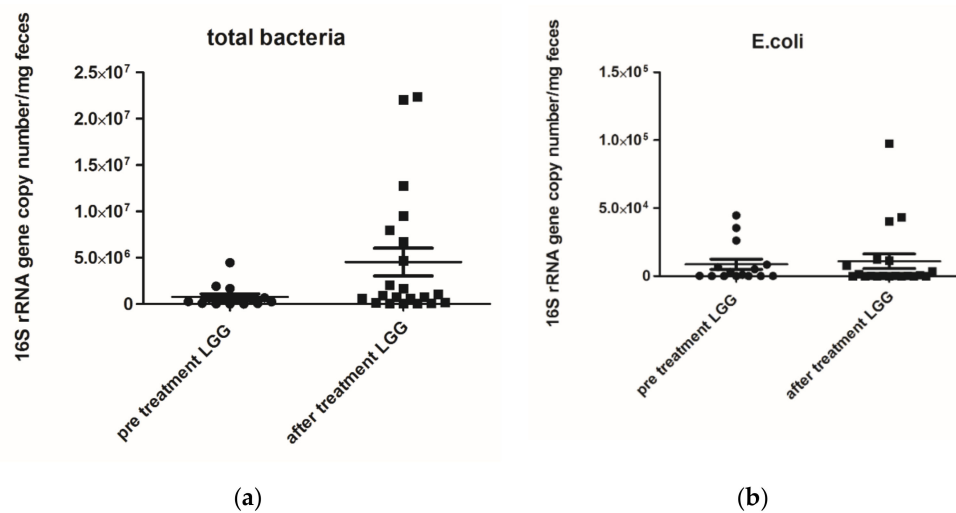 total bacteria
16S rRNA gene copy number/mg feces
2.5×10⁷
2.0×10⁷
1.5×10⁷
1.0×10⁷
5.0×10⁶
0
pre treatment LGG
after treatment LGG
(a)
E.coli
16S rRNA gene copy number/mg feces
1.5×10⁵
1.0×10⁵
5.0×10⁴
0
pre treatment LGG
after treatment LGG
(b)